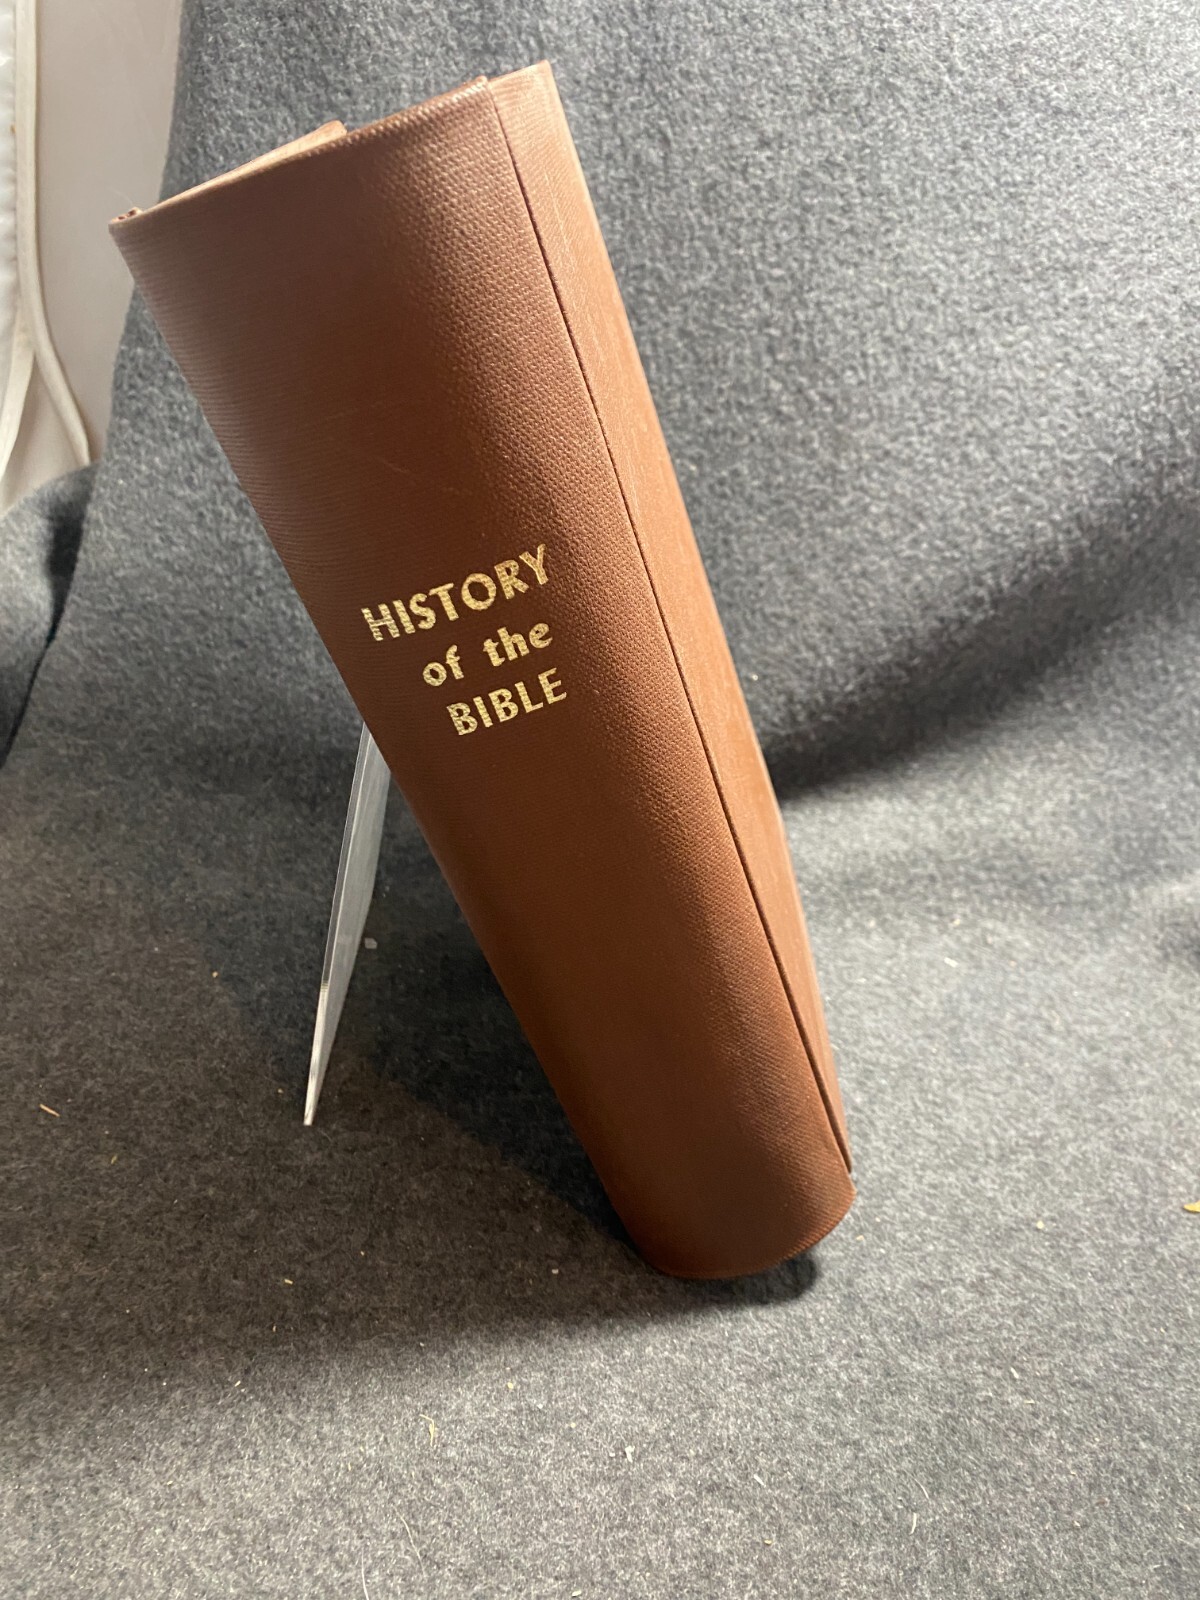 HISTORY
of the
BIBLE